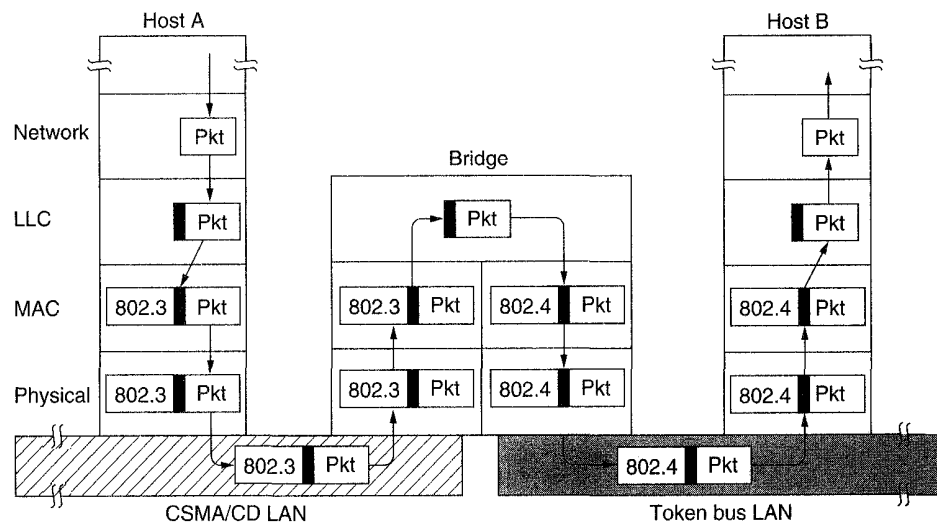 Host A
Host B
Network
Pkt
Pkt
Bridge
LLC
Pkt
Pkt
Pkt
MAC
802.3 Pkt
802.3 Pkt
802.4 Pkt
802.4 Pkt
Physical
802.3 Pkt
802.3 Pkt
802.4 Pkt
802.4 Pkt
802.3 Pkt
802.4 Pkt
CSMA/CD LAN
Token bus LAN